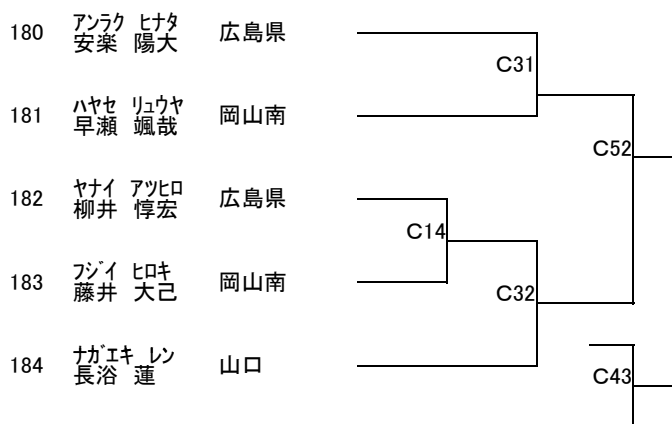 アンラク ヒナタ
180 安楽 陽大 広島県
C31
ハヤセ リュウヤ
181 早瀬 颯哉 岡山南
C52
ヤナイ アツヒロ
182 柳井 惇宏 広島県
C14
フジイ ヒロキ
183 藤井 大己 岡山南
C32
ナガエキ レン
184 長浴 蓮 山口
C43